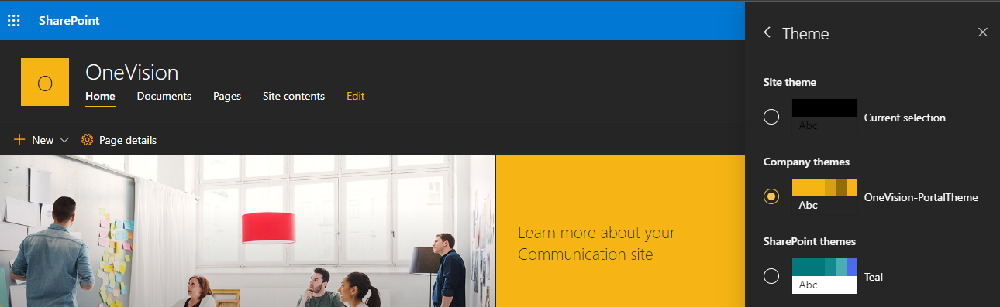 SharePoint
O
OneVision
Home Documents Pages Site contents Edit
New Page details
Learn more about your
Communication site
Theme
Site theme
Abc
Current selection
Company themes
Abc
OneVision-PortalTheme
SharePoint themes
Abc
Teal